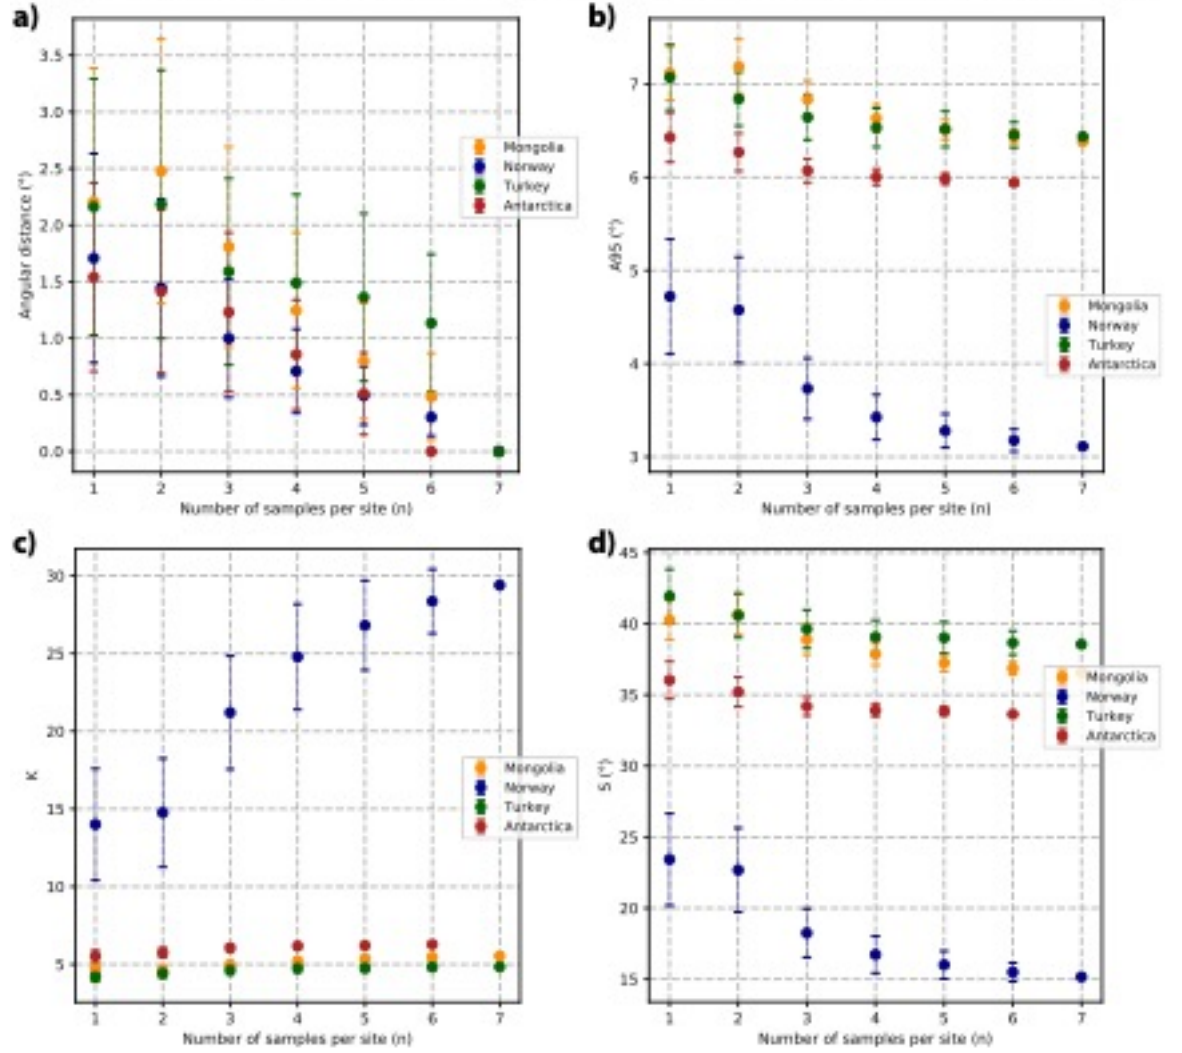 a)
3.5
3.0
2.5
2.0
1.5
1.0
0.5
0.0
Angular distance (°)
1 2 3 4 5 6 7
Number of samples per site (n)
Mongolia
Norway
Turkey
Antarctica
b)
7
6
5
4
3
A95 (°)
1 2 3 4 5 6 7
Number of samples per site (n)
Mongolia
Norway
Turkey
Antarctica
c)
30
25
20
15
10
5
K
1 2 3 4 5 6 7
Number of samples per site (n)
Mongolia
Norway
Turkey
Antarctica
d)
45
40
35
30
25
20
15
S (°)
1 2 3 4 5 6 7
Number of samples per site (n)
Mongolia
Norway
Turkey
Antarctica